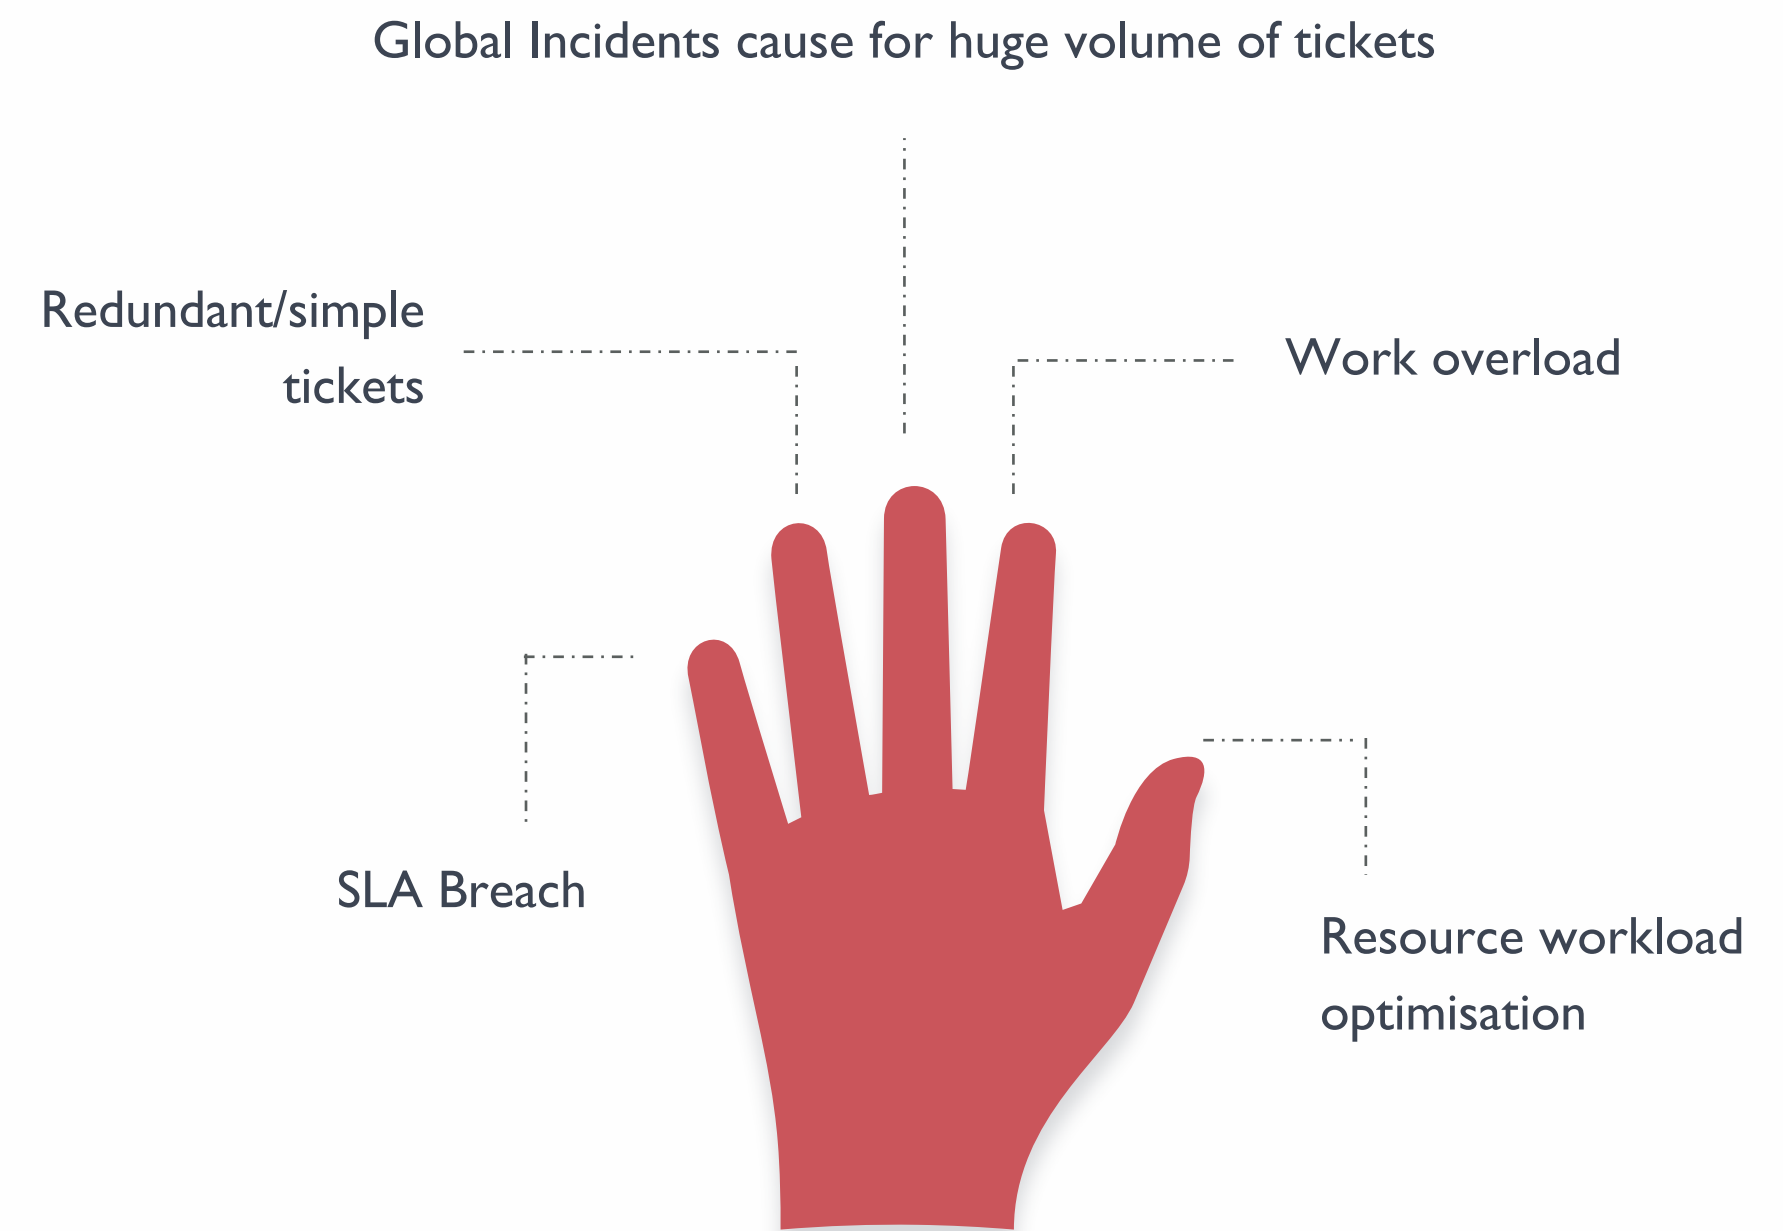 Global Incidents cause for huge volume of tickets
Redundant/simple
tickets
Work overload
SLA Breach
Resource workload
optimisation